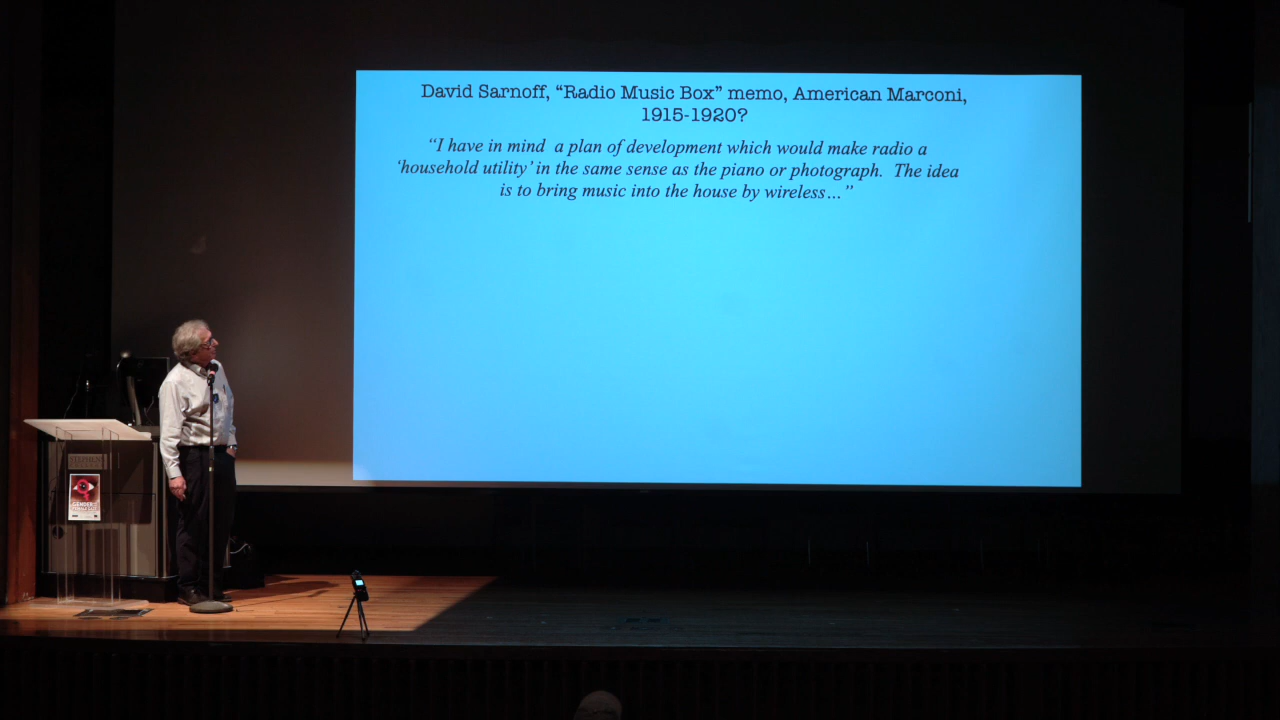 David Sarnoff, “Radio Music Box” memo, American Marconi,
1915-1920?
“I have in mind a plan of development which would make radio a
‘household utility’ in the same sense as the piano or photograph. The idea
is to bring music into the house by wireless…”
STEPHENS